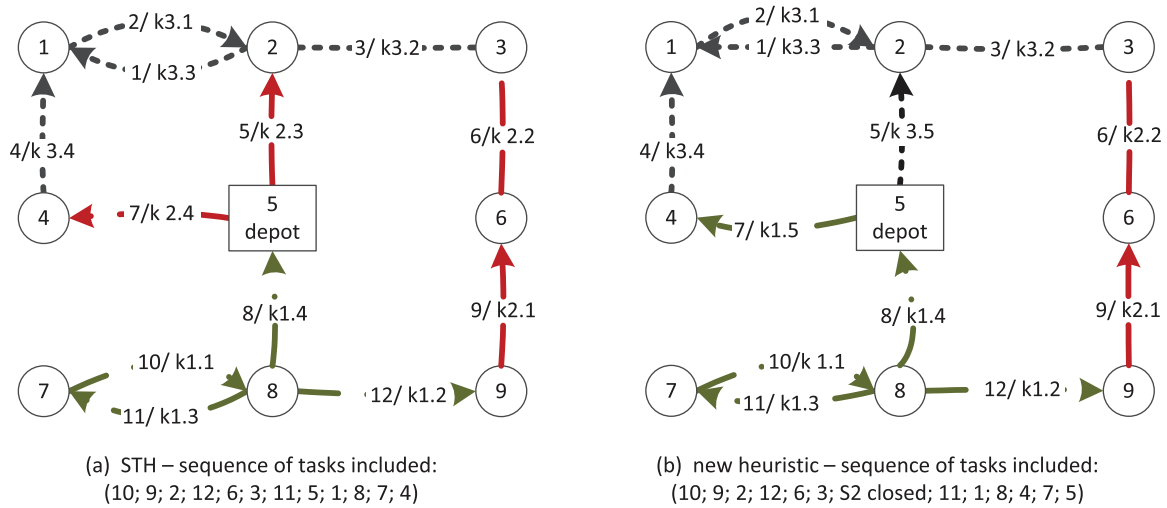 2/ k3.1
1
2
3
3/ k3.2
1/ k3.3
5/k 2.3
6/k 2.2
4/k 3.4
5
depot
4
7/k 2.4
6
8/ k1.4
9/ k2.1
10/ k1.1
7
8
9
12/ k1.2
11/ k1.3
(a) STH – sequence of tasks included:
(10; 9; 2; 12; 6; 3; 11; 5; 1; 8; 7; 4)
2/ k3.1
1
2
3
1/ k3.3
3/ k3.2
5/k 3.5
6/ k2.2
4/ k3.4
5
depot
4
6
7/ k1.5
8/ k1.4
9/ k2.1
10/k 1.1
7
8
9
12/ k1.2
11/ k1.3
(b) new heuristic – sequence of tasks included:
(10; 9; 2; 12; 6; 3; S2 closed; 11; 1; 8; 4; 7; 5)